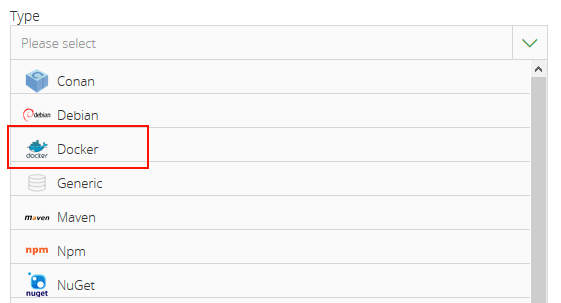 Type
Please select
Conan
debian Debian
docker Docker
Generic
maven Maven
npm Npm
nuget NuGet